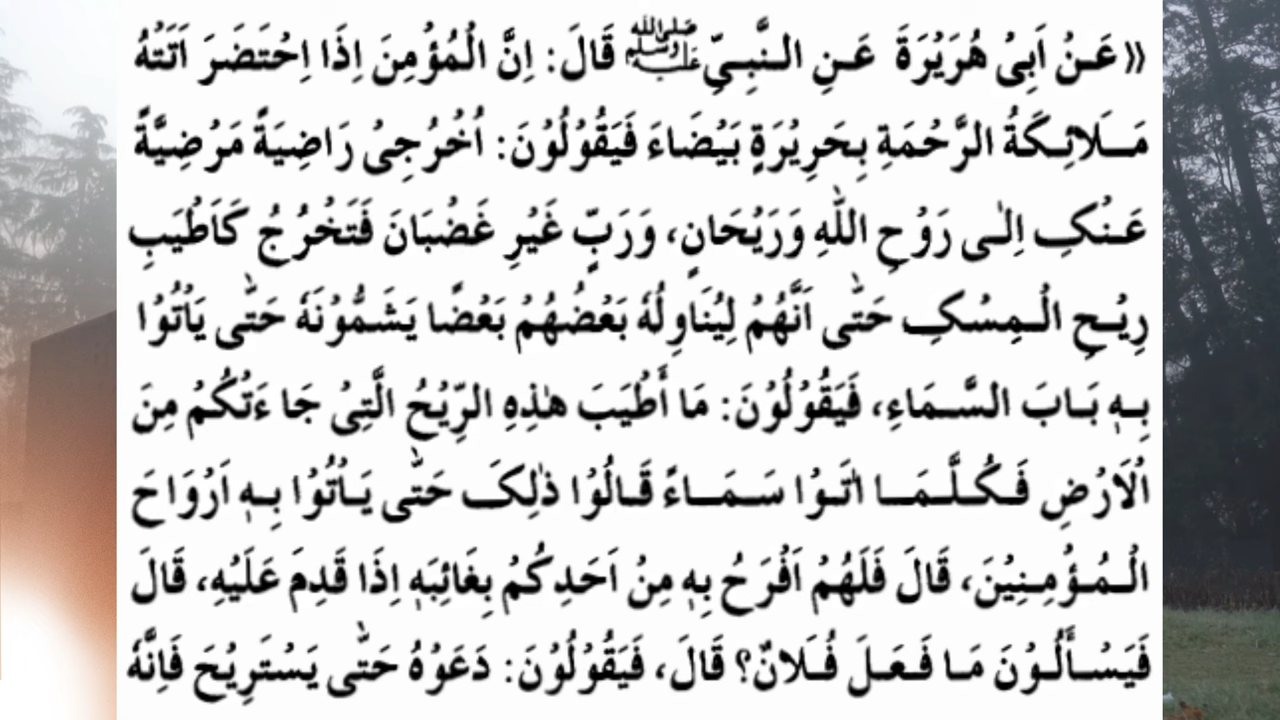 «عَنْ اَبِیْ هُرَیْرَةَ عَنِ النَّبِیِّ ﷺ قَالَ: اِنَّ الْمُؤْمِنَ اِذَا اِحْتَضَرَ اَتَتْهُ
مَلَائِکَةُ الرَّحْمَةِ بِحَرِیْرَةٍ بَیْضَاءَ فَیَقُوْلُوْنَ: اُخْرُجِیْ رَاضِیَةً مَرْضِیَّةً
عَنْكِ اِلٰی رَوْحِ اللّٰهِ وَرَیْحَانٍ، وَرَبٍّ غَیْرِ غَضْبَانَ فَتَخْرُجُ کَاَطْیَبِ
رِیْحِ الْمِسْكِ حَتّٰی اَنَّهُمْ لِیُنَاوِلُهٗ بَعْضُهُمْ بَعْضًا یَشَمُّوْنَهٗ حَتّٰی یَاْتُوْا
بِهٖ بَابَ السَّمَاءِ، فَیَقُوْلُوْنَ: مَا أَطْیَبَ هٰذِهِ الرِّیْحُ الَّتِیْ جَاءَتْکُمْ مِنَ
الْاَرْضِ فَکُلَّمَا اٰتَوْا سَمَاءً قَالُوْا ذٰلِكَ حَتّٰی یَاْتُوْا بِهٖ اَرْوَاحَ
الْمُؤْمِنِیْنَ، قَالَ فَلَهُمْ اَفْرَحُ بِهٖ مِنْ اَحَدِکُمْ بِغَائِبَهٖ اِذَا قَدِمَ عَلَیْهِ، قَالَ
فَیَسْأَلُوْنَ مَا فَعَلَ فُلَانٌ؟ قَالَ، فَیَقُوْلُوْنَ: دَعَوْهُ حَتّٰی یَسْتَرِیْحَ فَاِنَّهٗ